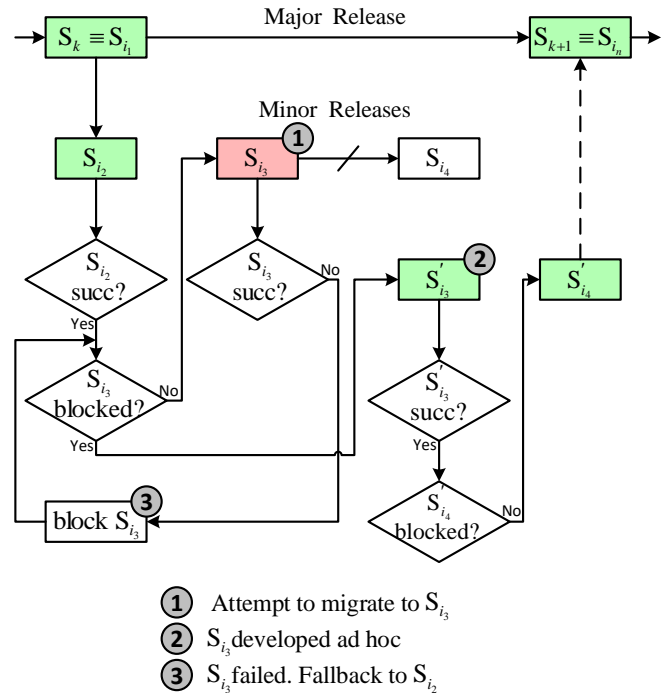 Major Release
S_k ≡ S_{i_1}
S_{k+1} ≡ S_{i_n}
Minor Releases
1
S_{i_2}
S_{i_3}
S_{i_4}
S_{i_2}
succ?
S_{i_3}
succ?
No
2
S'_{i_3}
S'_{i_4}
Yes
S_{i_3}
blocked?
No
Yes
S'_{i_3}
succ?
Yes
3
block S_{i_3}
S'_{i_4}
blocked?
No
1 Attempt to migrate to S_{i_3}
2 S_{i_3} developed ad hoc
3 S_{i_3} failed. Fallback to S_{i_2}